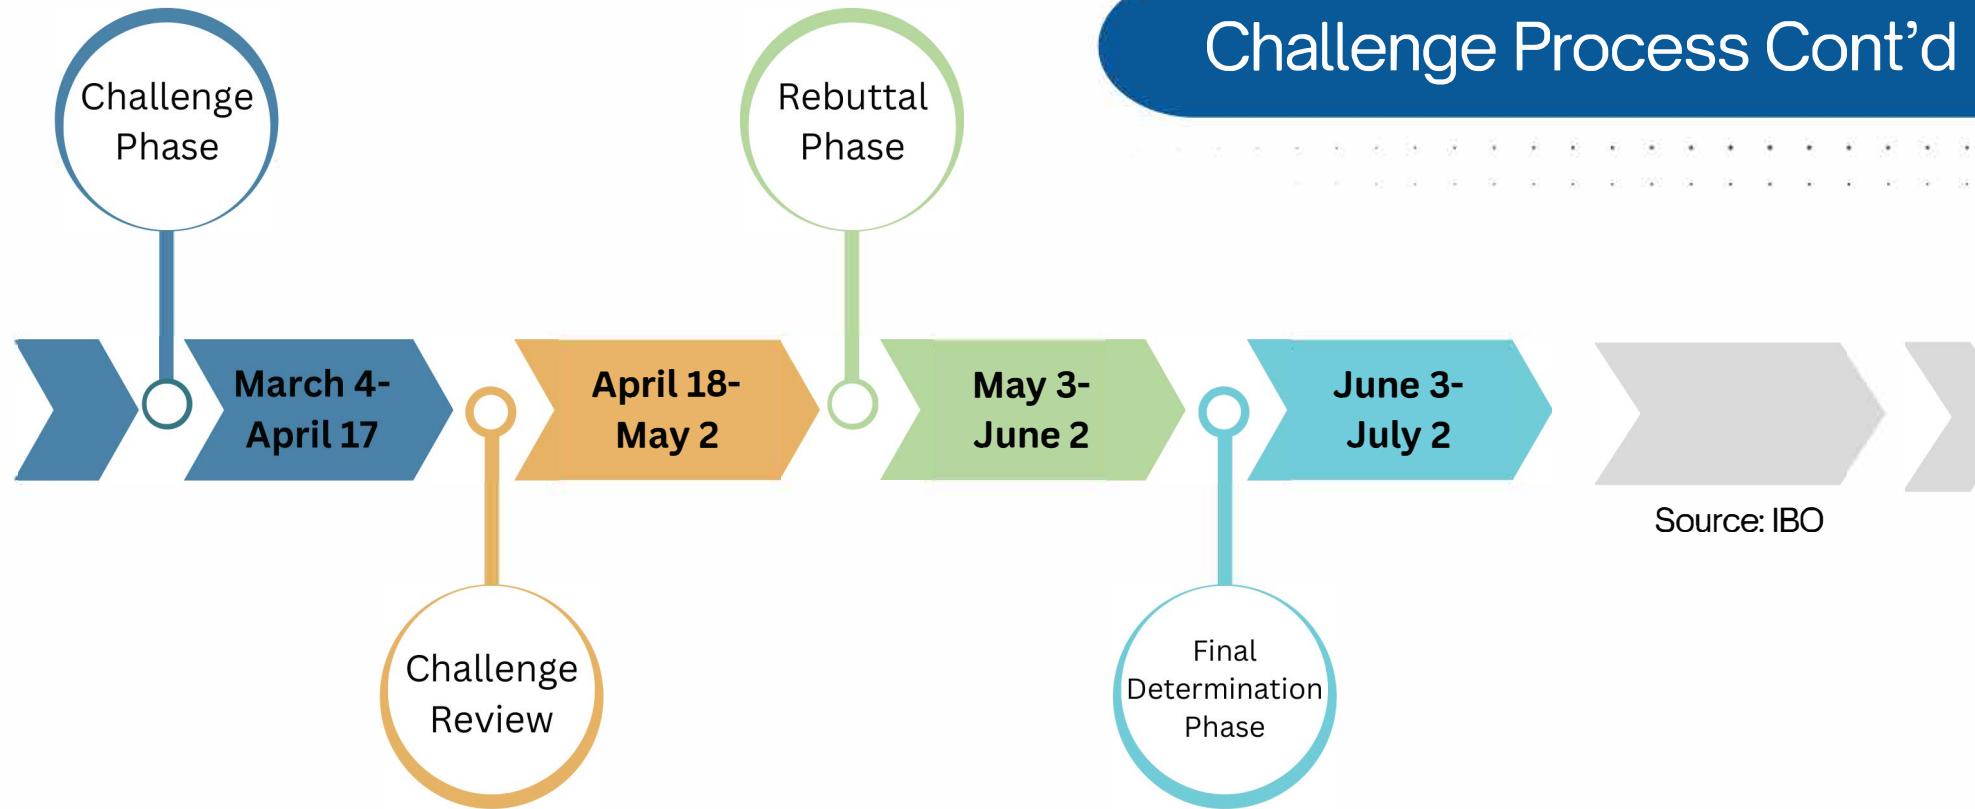 Challenge Process Cont’d
Challenge
Phase
Rebuttal
Phase
March 4-
April 17
April 18-
May 2
May 3-
June 2
June 3-
July 2
Source: IBO
Challenge
Review
Final
Determination
Phase